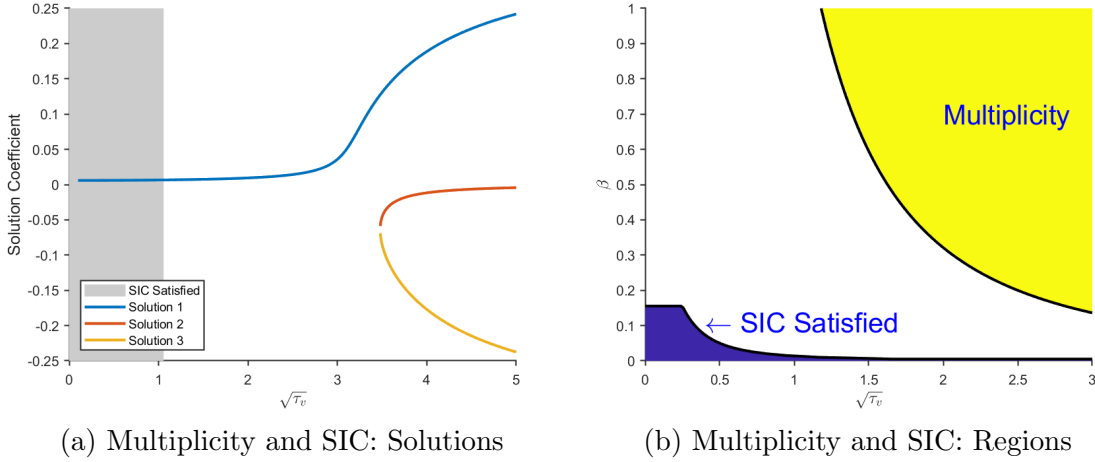 0.25
0.2
0.15
0.1
0.05
0
-0.05
-0.1
-0.15
-0.2
-0.25
Solution Coefficient
SIC Satisfied
Solution 1
Solution 2
Solution 3
0 1 2 3 4 5
√τv
(a) Multiplicity and SIC: Solutions
1
0.9
0.8
0.7
0.6
0.5
0.4
0.3
0.2
0.1
0
β
Multiplicity
← SIC Satisfied
0 0.5 1 1.5 2 2.5 3
√τv
(b) Multiplicity and SIC: Regions